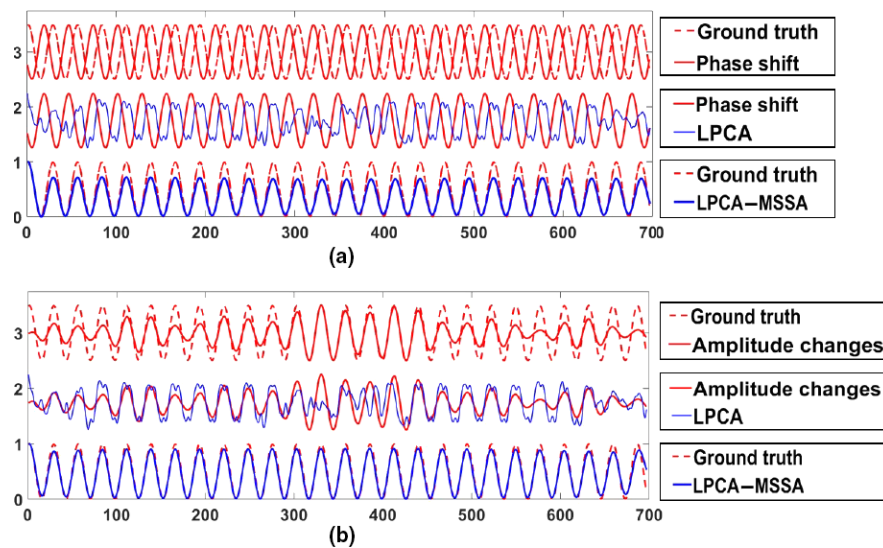 3
2
1
0
0 100 200 300 400 500 600 700
(a)
Ground truth
Phase shift
Phase shift
LPCA
Ground truth
LPCA–MSSA
3
2
1
0
0 100 200 300 400 500 600 700
(b)
Ground truth
Amplitude changes
Amplitude changes
LPCA
Ground truth
LPCA–MSSA